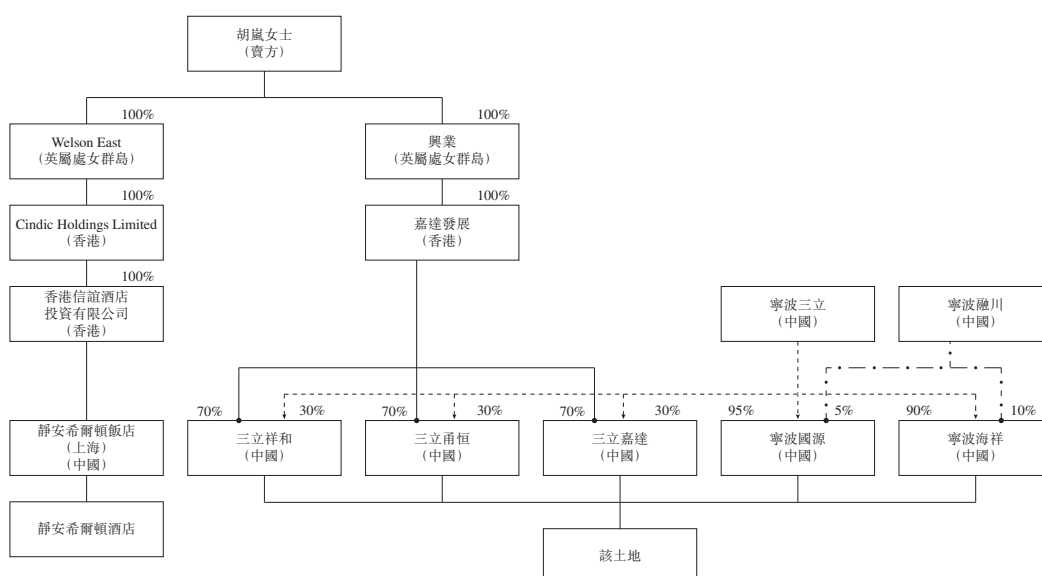 胡嵐女士
（賣方）
100%
100%
Welson East
（英屬處女群島）
興業
（英屬處女群島）
100%
100%
Cindic Holdings Limited
（香港）
嘉達發展
（香港）
100%
香港信誼酒店
投資有限公司
（香港）
寧波三立
（中國）
寧波融川
（中國）
70%
30%
70%
30%
70%
30%
95%
5%
90%
10%
靜安希爾頓飯店
（上海）
（中國）
三立祥和
（中國）
三立甬恒
（中國）
三立嘉達
（中國）
寧波國源
（中國）
寧波海祥
（中國）
靜安希爾頓酒店
該土地